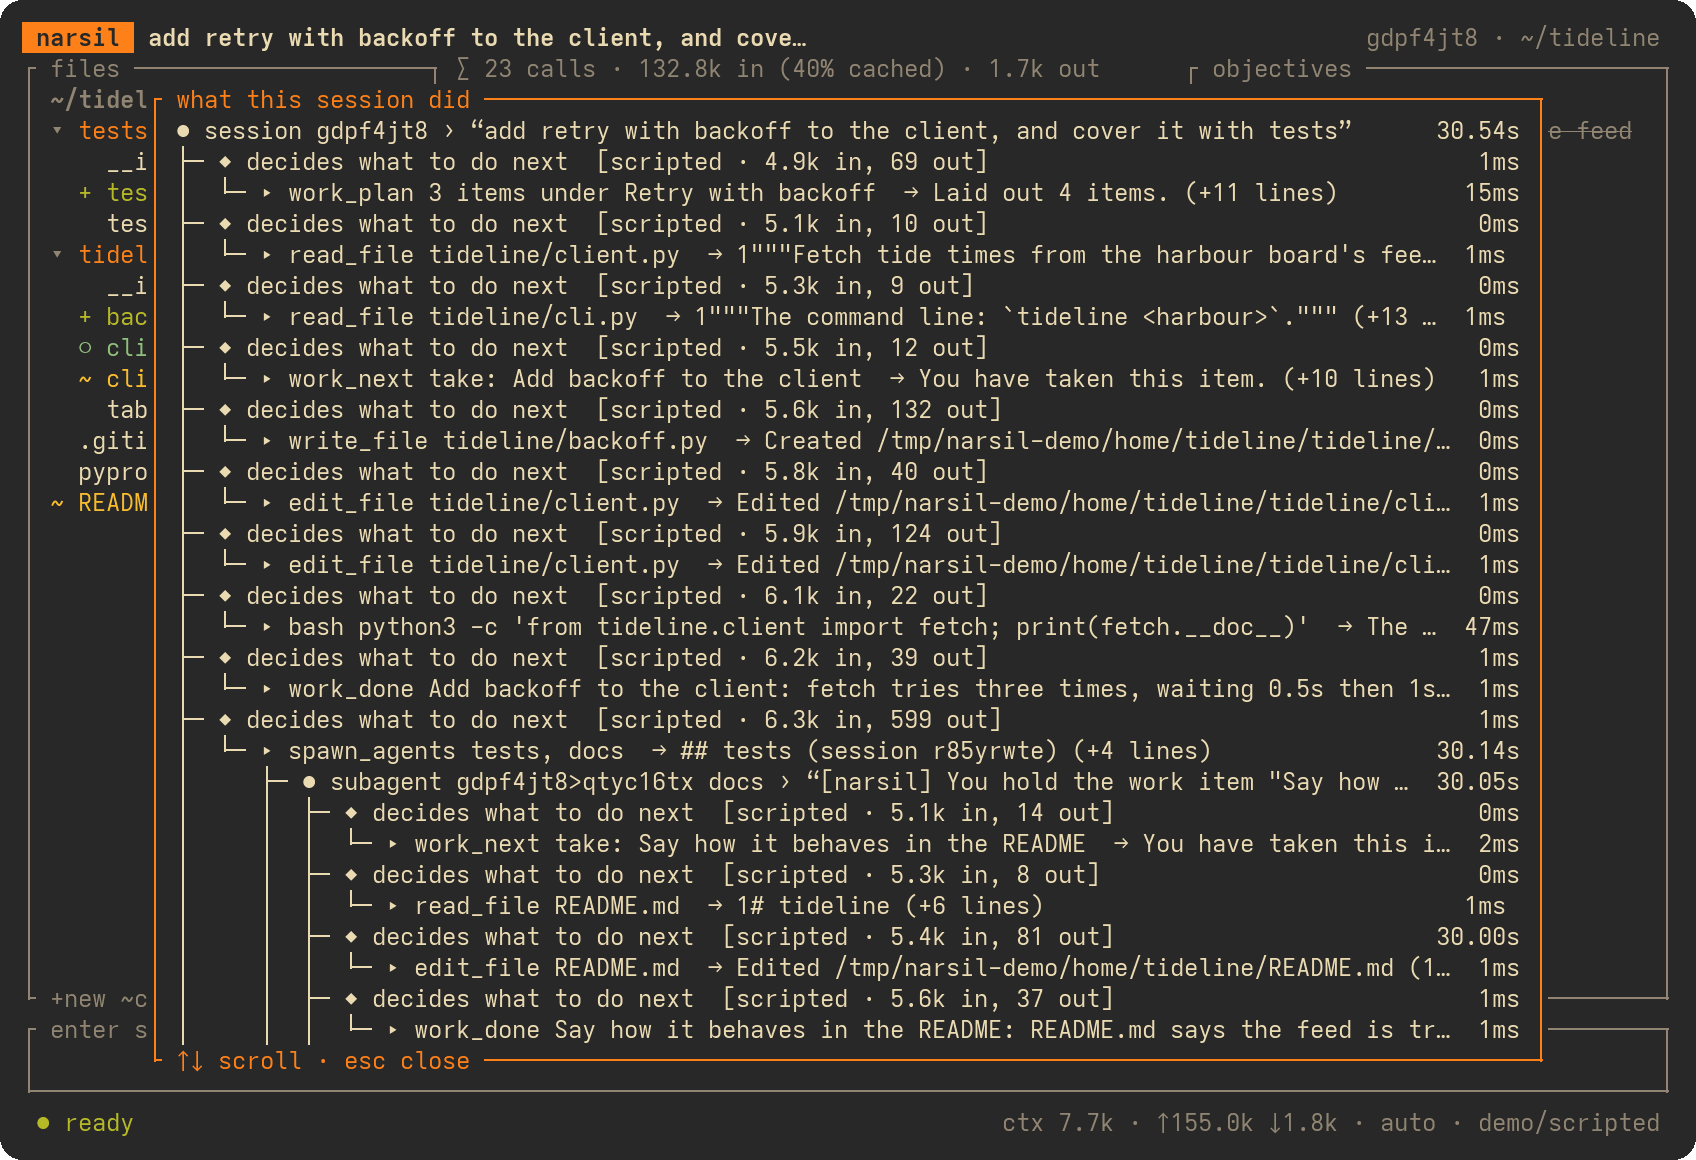 narsil add retry with backoff to the client, and cove… gdpf4jt8 · ~/tideline
files ∑ 23 calls · 132.8k in (40% cached) · 1.7k out objectives
~/tidel what this session did
▾ tests ● session gdpf4jt8 › “add retry with backoff to the client, and cover it with tests” 30.54s e feed
__i ◆ decides what to do next [scripted · 4.9k in, 69 out] 1ms
+ tes ▸ work_plan 3 items under Retry with backoff → Laid out 4 items. (+11 lines) 15ms
tes ◆ decides what to do next [scripted · 5.1k in, 10 out] 0ms
▾ tidel ▸ read_file tideline/client.py → 1"""Fetch tide times from the harbour board's fee… 1ms
__i ◆ decides what to do next [scripted · 5.3k in, 9 out] 0ms
+ bac ▸ read_file tideline/cli.py → 1"""The command line: `tideline <harbour>`.""" (+13 … 1ms
○ cli ◆ decides what to do next [scripted · 5.5k in, 12 out] 0ms
~ cli ▸ work_next take: Add backoff to the client → You have taken this item. (+10 lines) 1ms
tab ◆ decides what to do next [scripted · 5.6k in, 132 out] 0ms
.giti ▸ write_file tideline/backoff.py → Created /tmp/narsil-demo/home/tideline/tideline/… 0ms
pypro ◆ decides what to do next [scripted · 5.8k in, 40 out] 0ms
~ READM ▸ edit_file tideline/client.py → Edited /tmp/narsil-demo/home/tideline/tideline/cli… 1ms
◆ decides what to do next [scripted · 5.9k in, 124 out] 0ms
▸ edit_file tideline/client.py → Edited /tmp/narsil-demo/home/tideline/tideline/cli… 1ms
◆ decides what to do next [scripted · 6.1k in, 22 out] 0ms
▸ bash python3 -c 'from tideline.client import fetch; print(fetch.__doc__)' → The … 47ms
◆ decides what to do next [scripted · 6.2k in, 39 out] 1ms
▸ work_done Add backoff to the client: fetch tries three times, waiting 0.5s then 1s… 1ms
◆ decides what to do next [scripted · 6.3k in, 599 out] 1ms
▸ spawn_agents tests, docs → ## tests (session r85yrwte) (+4 lines) 30.14s
● subagent gdpf4jt8>qtyc16tx docs › “[narsil] You hold the work item "Say how … 30.05s
◆ decides what to do next [scripted · 5.1k in, 14 out] 0ms
▸ work_next take: Say how it behaves in the README → You have taken this i… 2ms
◆ decides what to do next [scripted · 5.3k in, 8 out] 0ms
▸ read_file README.md → 1# tideline (+6 lines) 1ms
◆ decides what to do next [scripted · 5.4k in, 81 out] 30.00s
▸ edit_file README.md → Edited /tmp/narsil-demo/home/tideline/README.md (1… 1ms
+new ~c ◆ decides what to do next [scripted · 5.6k in, 37 out] 1ms
enter s ▸ work_done Say how it behaves in the README: README.md says the feed is tr… 1ms
↑↓ scroll · esc close
● ready ctx 7.7k · ↑155.0k ↓1.8k · auto · demo/scripted